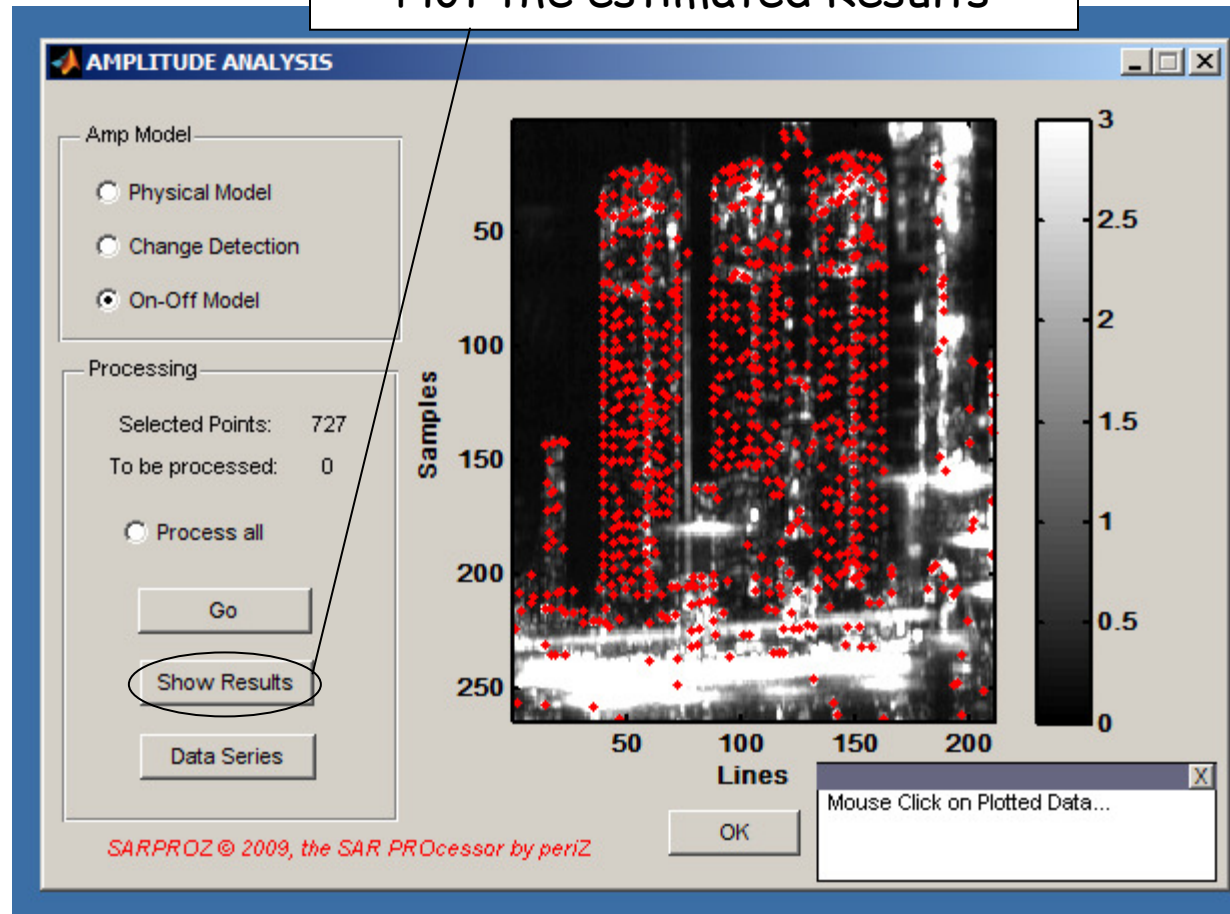 Plot the Estimated Results
AMPLITUDE ANALYSIS
Amp Model
Physical Model
Change Detection
On-Off Model
Processing
Selected Points: 727
To be processed: 0
Process all
Go
Show Results
Data Series
Samples
50
100
150
200
250
50 100 150 200
Lines
3
2.5
2
1.5
1
0.5
0
OK
X
Mouse Click on Plotted Data...
SARPROZ © 2009, the SAR PROcessor by periZ